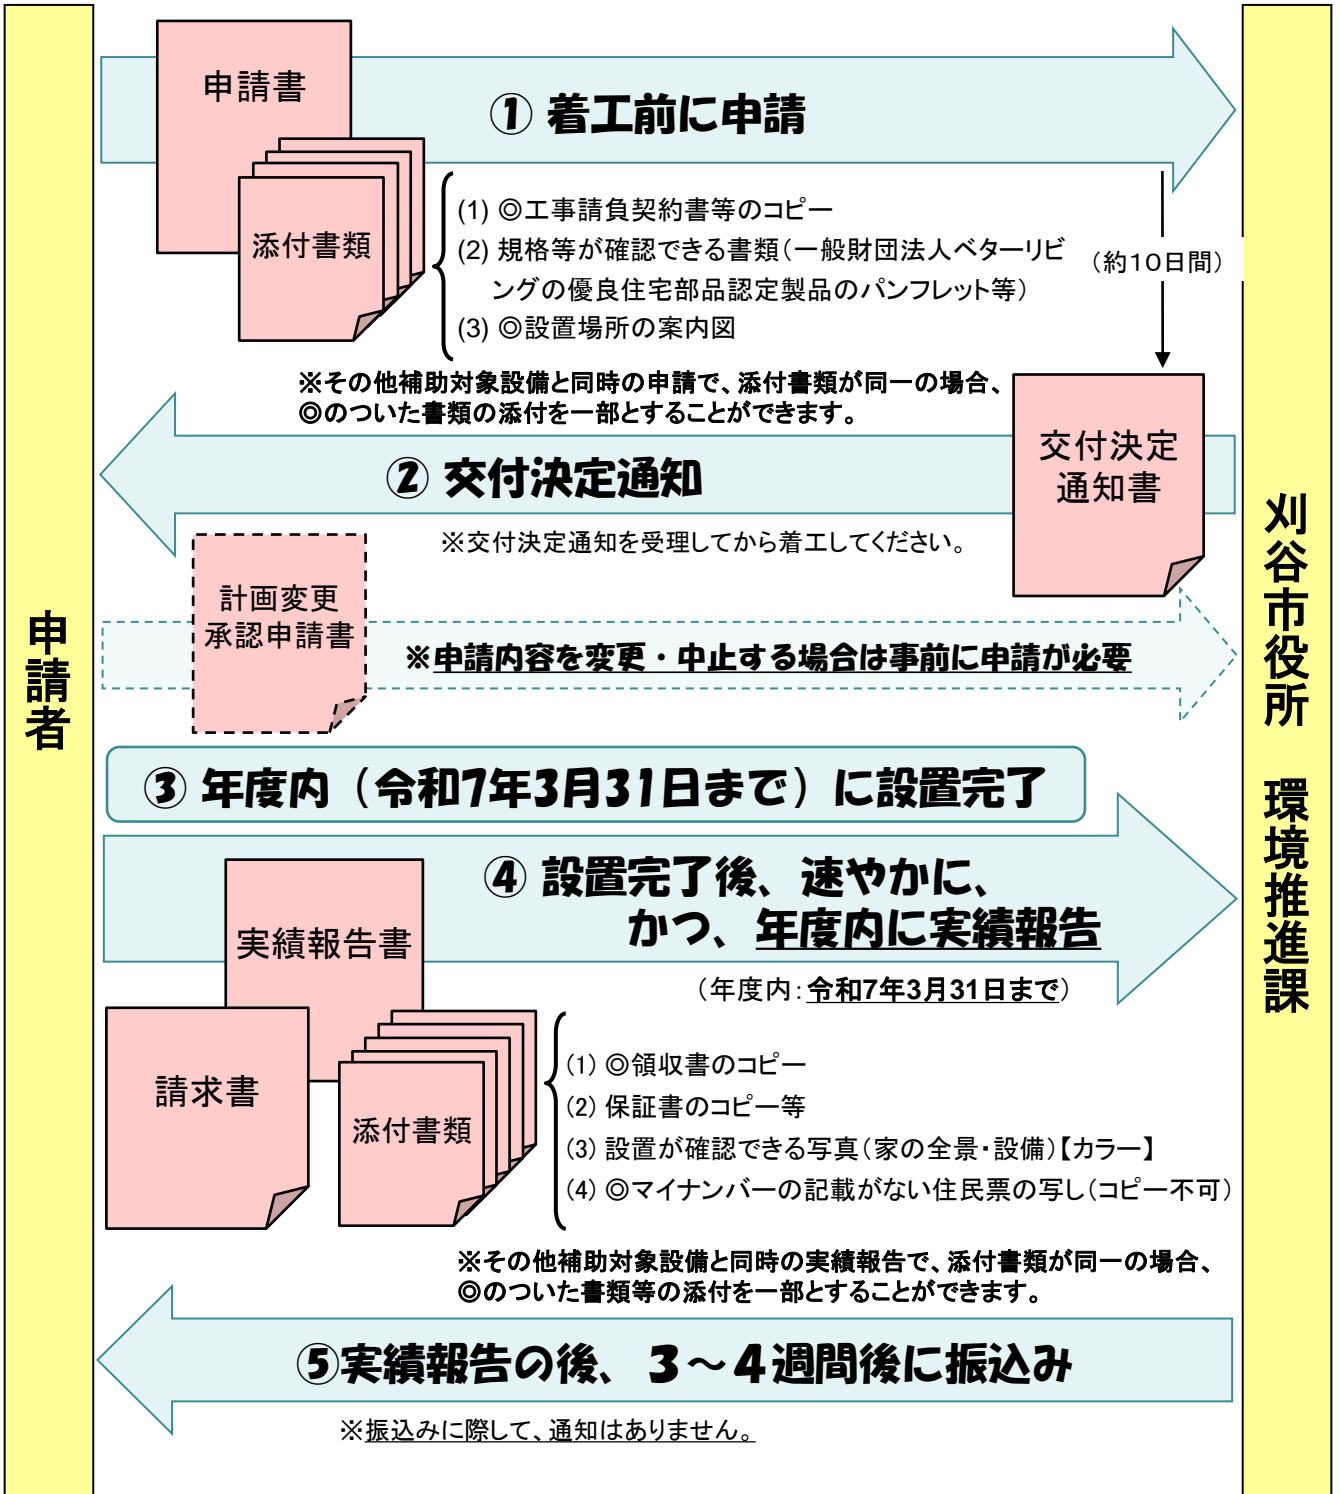 申請者
刈谷市役所　環境推進課
申請書
添付書類
① 着工前に申請
(1) ◎工事請負契約書等のコピー
(2) 規格等が確認できる書類（一般財団法人ベターリビ
ングの優良住宅部品認定製品のパンフレット等）
(3) ◎設置場所の案内図
（約10日間）
※その他補助対象設備と同時の申請で、添付書類が同一の場合、
◎のついた書類の添付を一部とすることができます。
② 交付決定通知
交付決定
通知書
※交付決定通知を受理してから着工してください。
計画変更
承認申請書
※申請内容を変更・中止する場合は事前に申請が必要
③ 年度内（令和7年3月31日まで）に設置完了
④ 設置完了後、速やかに、
かつ、年度内に実績報告
（年度内：令和7年3月31日まで）
実績報告書
請求書
添付書類
(1) ◎領収書のコピー
(2) 保証書のコピー等
(3) 設置が確認できる写真（家の全景・設備）【カラー】
(4) ◎マイナンバーの記載がない住民票の写し（コピー不可）
※その他補助対象設備と同時の実績報告で、添付書類が同一の場合、
◎のついた書類等の添付を一部とすることができます。
⑤実績報告の後、３～４週間後に振込み
※振込みに際して、通知はありません。